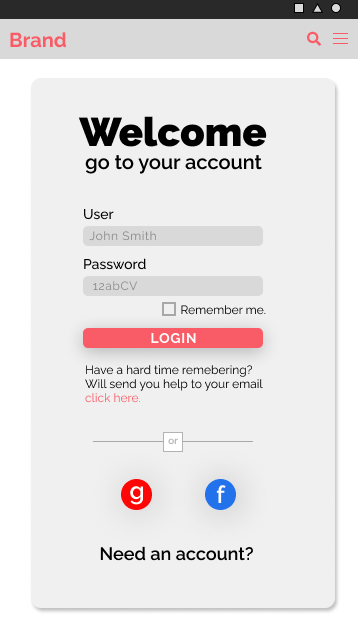 Brand
Welcome
go to your account
User
John Smith
Password
12abCV
Remember me.
LOGIN
Have a hard time remebering?
Will send you help to your email
click here.
or
g
f
Need an account?